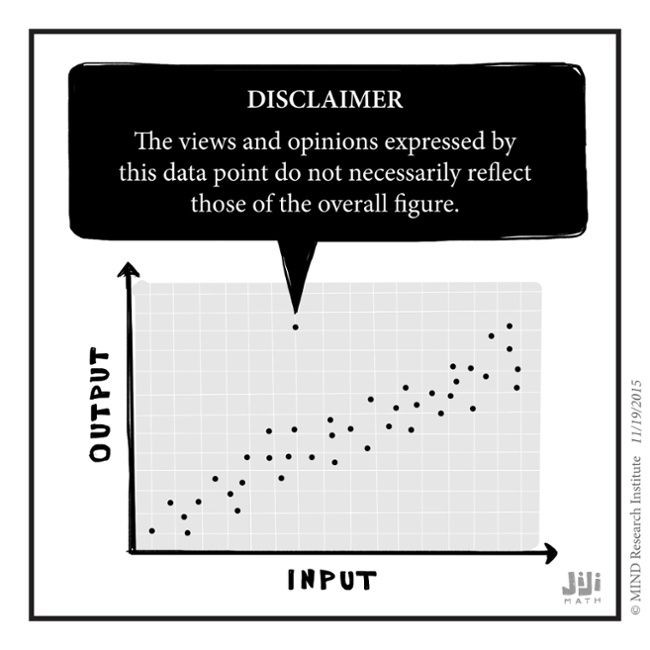 DISCLAIMER
The views and opinions expressed by
this data point do not necessarily reflect
those of the overall figure.
OUTPUT
INPUT
JiJi
MATH
© MIND Research Institute 11/19/2015